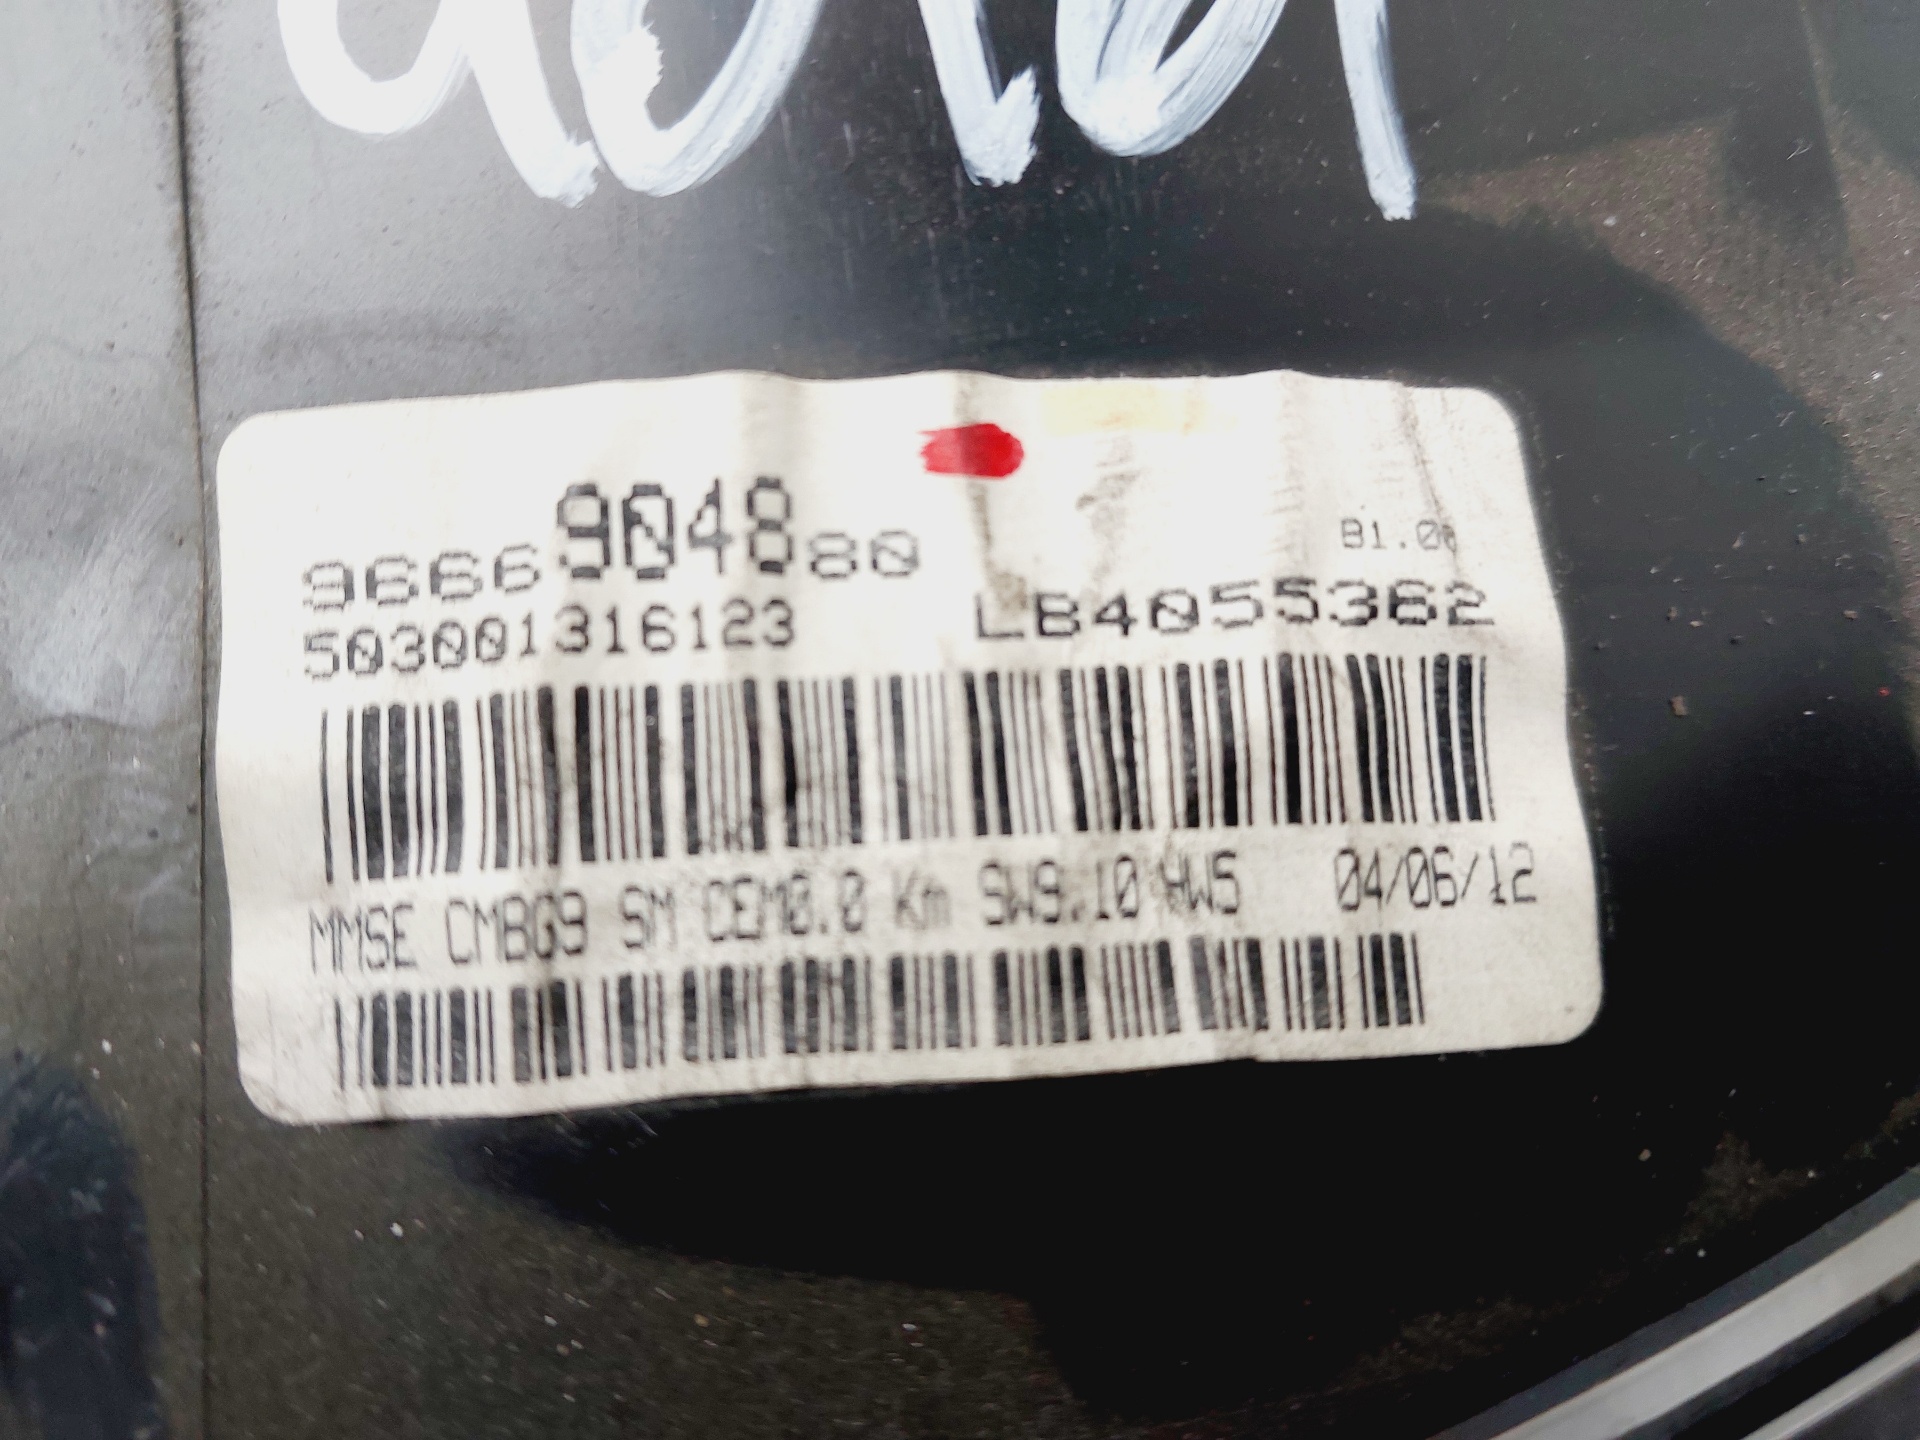 9666904880
B1.00
503001316123
LB4055362
MMSE CMBG9 SM CEM0.0 Km SW9.10 HW5 04/06/12